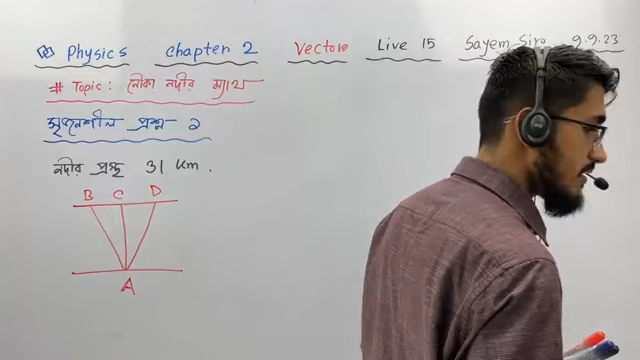 Physics chapter 2 Vector Live 15 Sayem Sir 9.9.23
# Topic: নৌকা নদীর ম্যাথ
সৃজনশীল প্রশ্ন - ২
নদীর প্রস্থ 31 km.
B C D
A